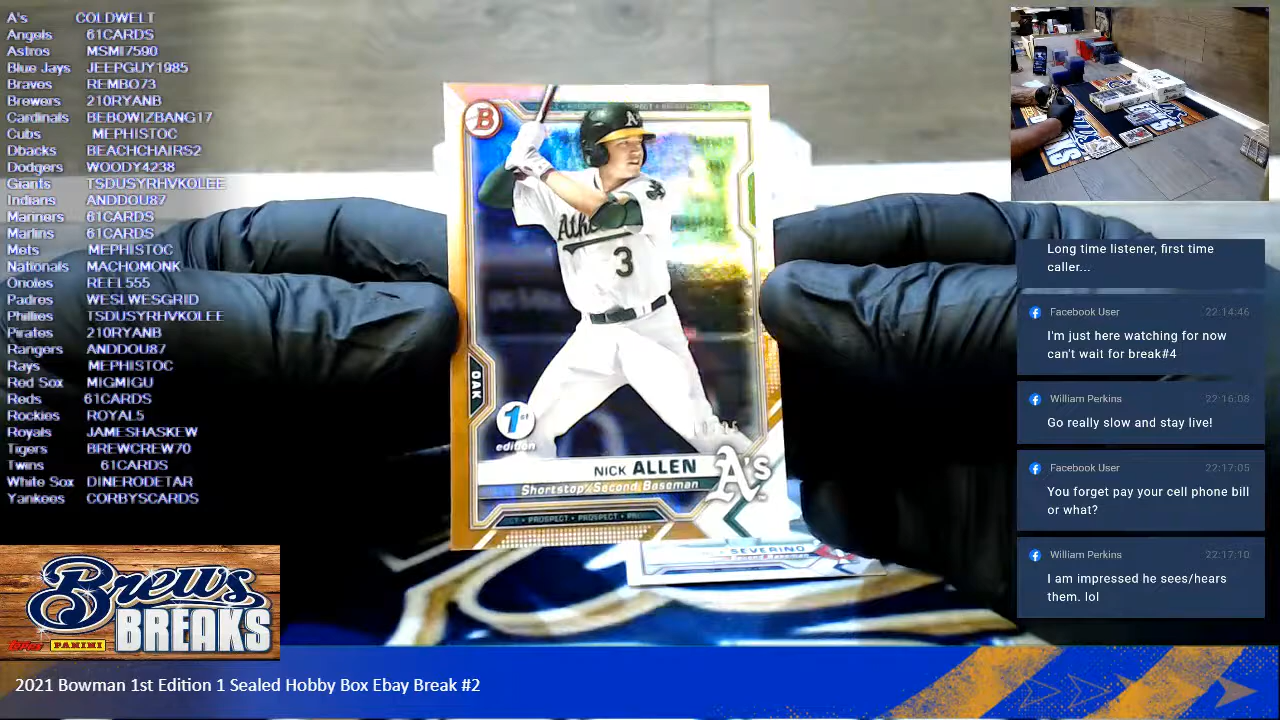 A's COLDWELT
Angels 61CARDS
Astros MSMI7590
Blue Jays JEEPGUY1985
Braves REMBO73
Brewers 210RYANB
Cardinals BEBOWIZBANG17
Cubs MEPHISTOC
Dbacks BEACHCHAIRS2
Dodgers WOODY4238
Giants TSDUSYRHVKOLEE
Indians ANDDOU87
Mariners 61CARDS
Marlins 61CARDS
Mets MEPHISTOC
Nationals MACHOMONK
Orioles REEL555
Padres WESLWESGRID
Phillies TSDUSYRHVKOLEE
Pirates 210RYANB
Rangers ANDDOU87
Rays MEPHISTOC
Red Sox MIGMIGU
Reds 61CARDS
Rockies ROYAL5
Royals JAMESHASKEW
Tigers BREWCREW70
Twins 61CARDS
White Sox DINERODETAR
Yankees CORBYSCARDS
B
A's
Athle
3
OAK
1st
edition
NICK ALLEN
Shortstop/Second Baseman
A's
PROSPECT • PROSPECT
SEVERINO
Long time listener, first time
caller...
Facebook User 22:14:46
I'm just here watching for now
can't wait for break#4
William Perkins 22:16:08
Go really slow and stay live!
Facebook User 22:17:05
You forget pay your cell phone bill
or what?
William Perkins 22:17:10
I am impressed he sees/hears
them. lol
Brews
BREAKS
Topps PANINI
2021 Bowman 1st Edition 1 Sealed Hobby Box Ebay Break #2